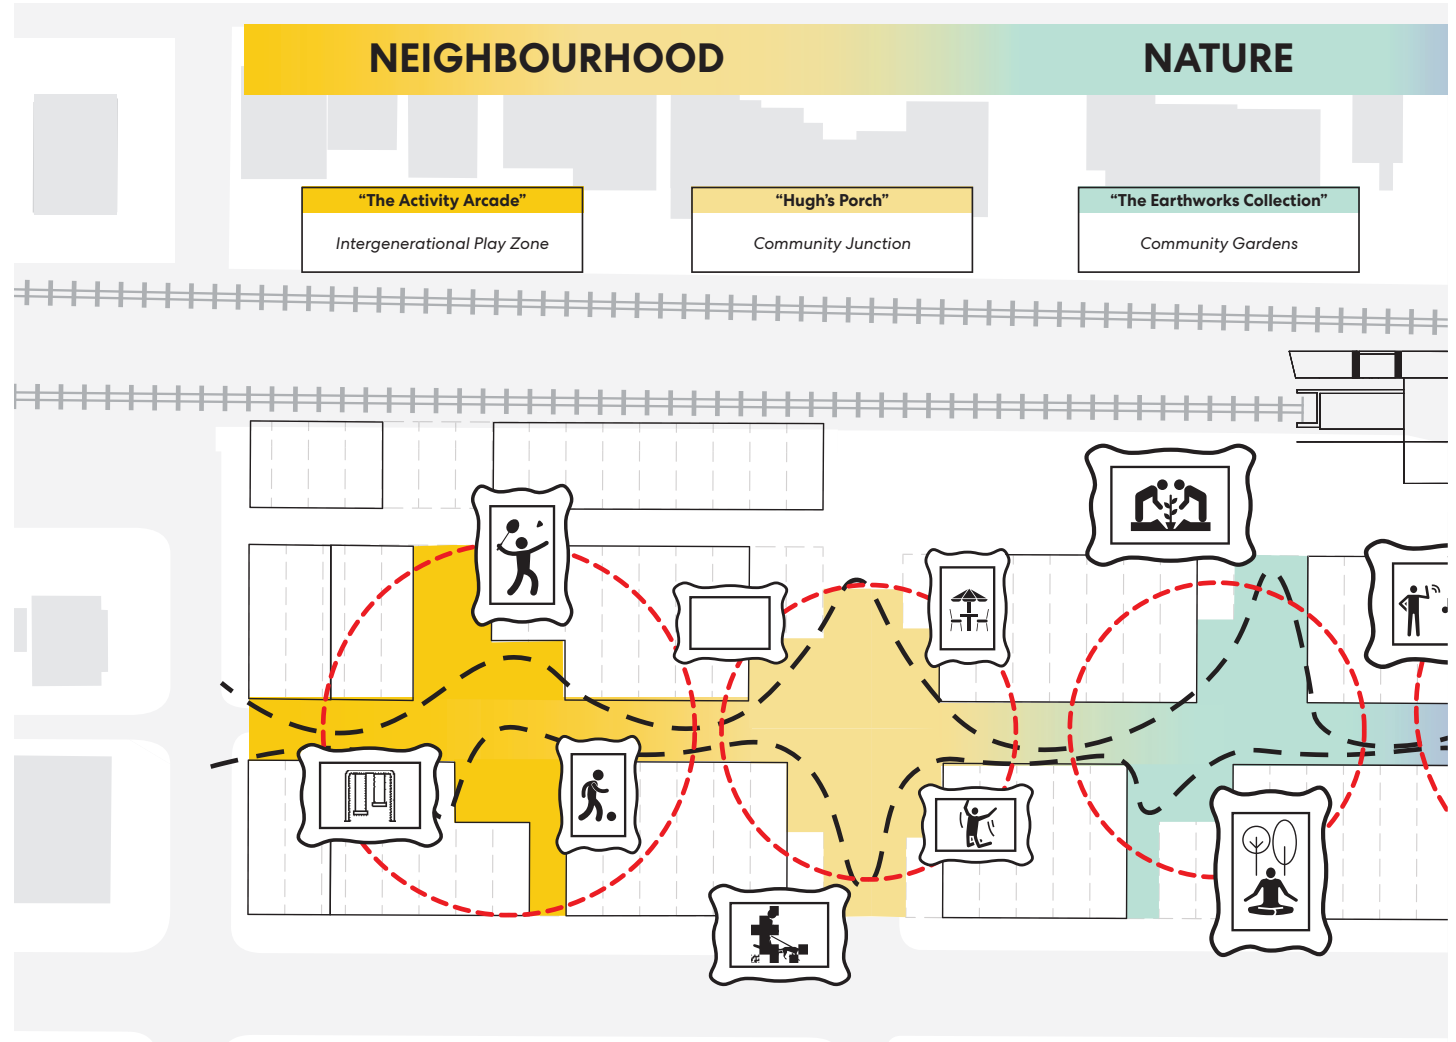 NEIGHBOURHOOD
NATURE
“The Activity Arcade”
Intergenerational Play Zone
“Hugh’s Porch”
Community Junction
“The Earthworks Collection”
Community Gardens